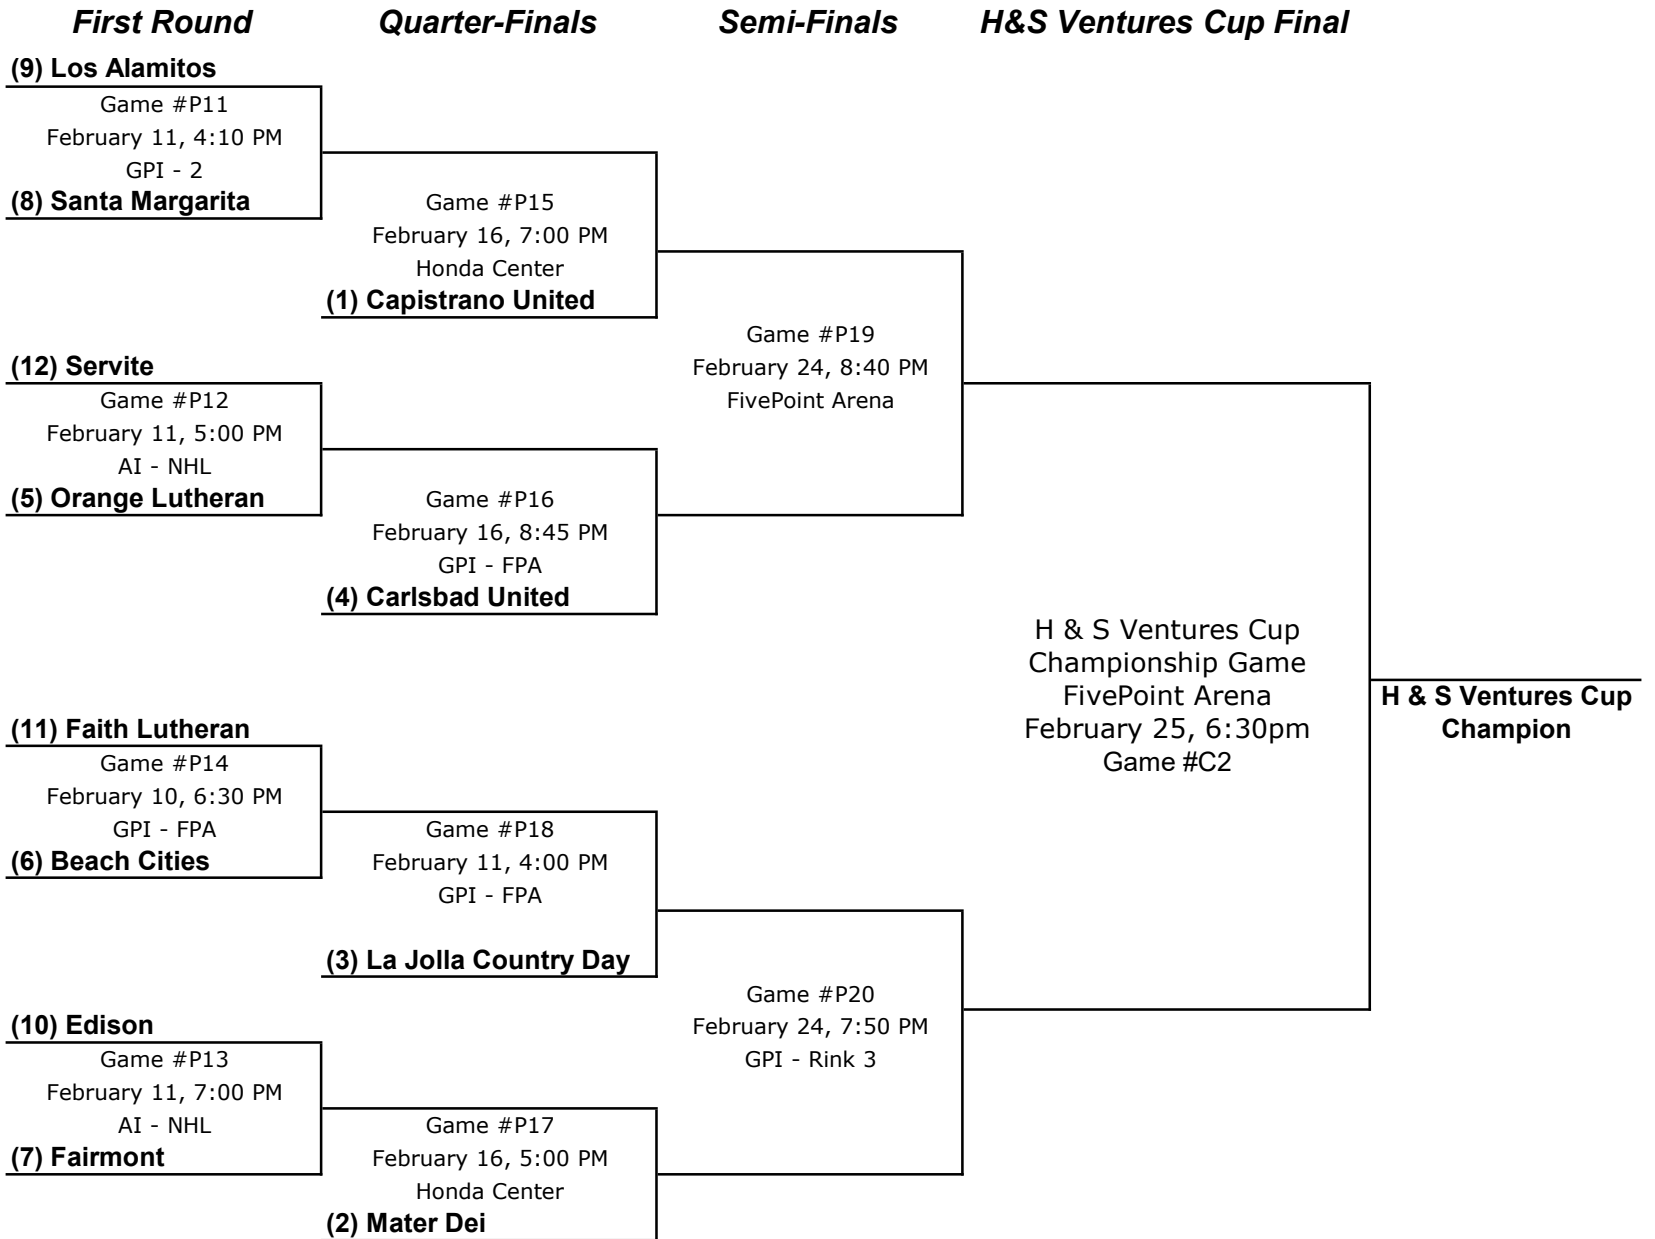 First Round Quarter-Finals Semi-Finals H&S Ventures Cup Final
(9) Los Alamitos
Game #P11
February 11, 4:10 PM
GPI - 2
(8) Santa Margarita
Game #P15
February 16, 7:00 PM
Honda Center
(1) Capistrano United
Game #P19
February 24, 8:40 PM
FivePoint Arena
(12) Servite
Game #P12
February 11, 5:00 PM
AI - NHL
(5) Orange Lutheran
Game #P16
February 16, 8:45 PM
GPI - FPA
(4) Carlsbad United
H & S Ventures Cup
Championship Game
FivePoint Arena
February 25, 6:30pm
Game #C2
H & S Ventures Cup
Champion
(11) Faith Lutheran
Game #P14
February 10, 6:30 PM
GPI - FPA
(6) Beach Cities
Game #P18
February 11, 4:00 PM
GPI - FPA
(3) La Jolla Country Day
Game #P20
February 24, 7:50 PM
GPI - Rink 3
(10) Edison
Game #P13
February 11, 7:00 PM
AI - NHL
(7) Fairmont
Game #P17
February 16, 5:00 PM
Honda Center
(2) Mater Dei